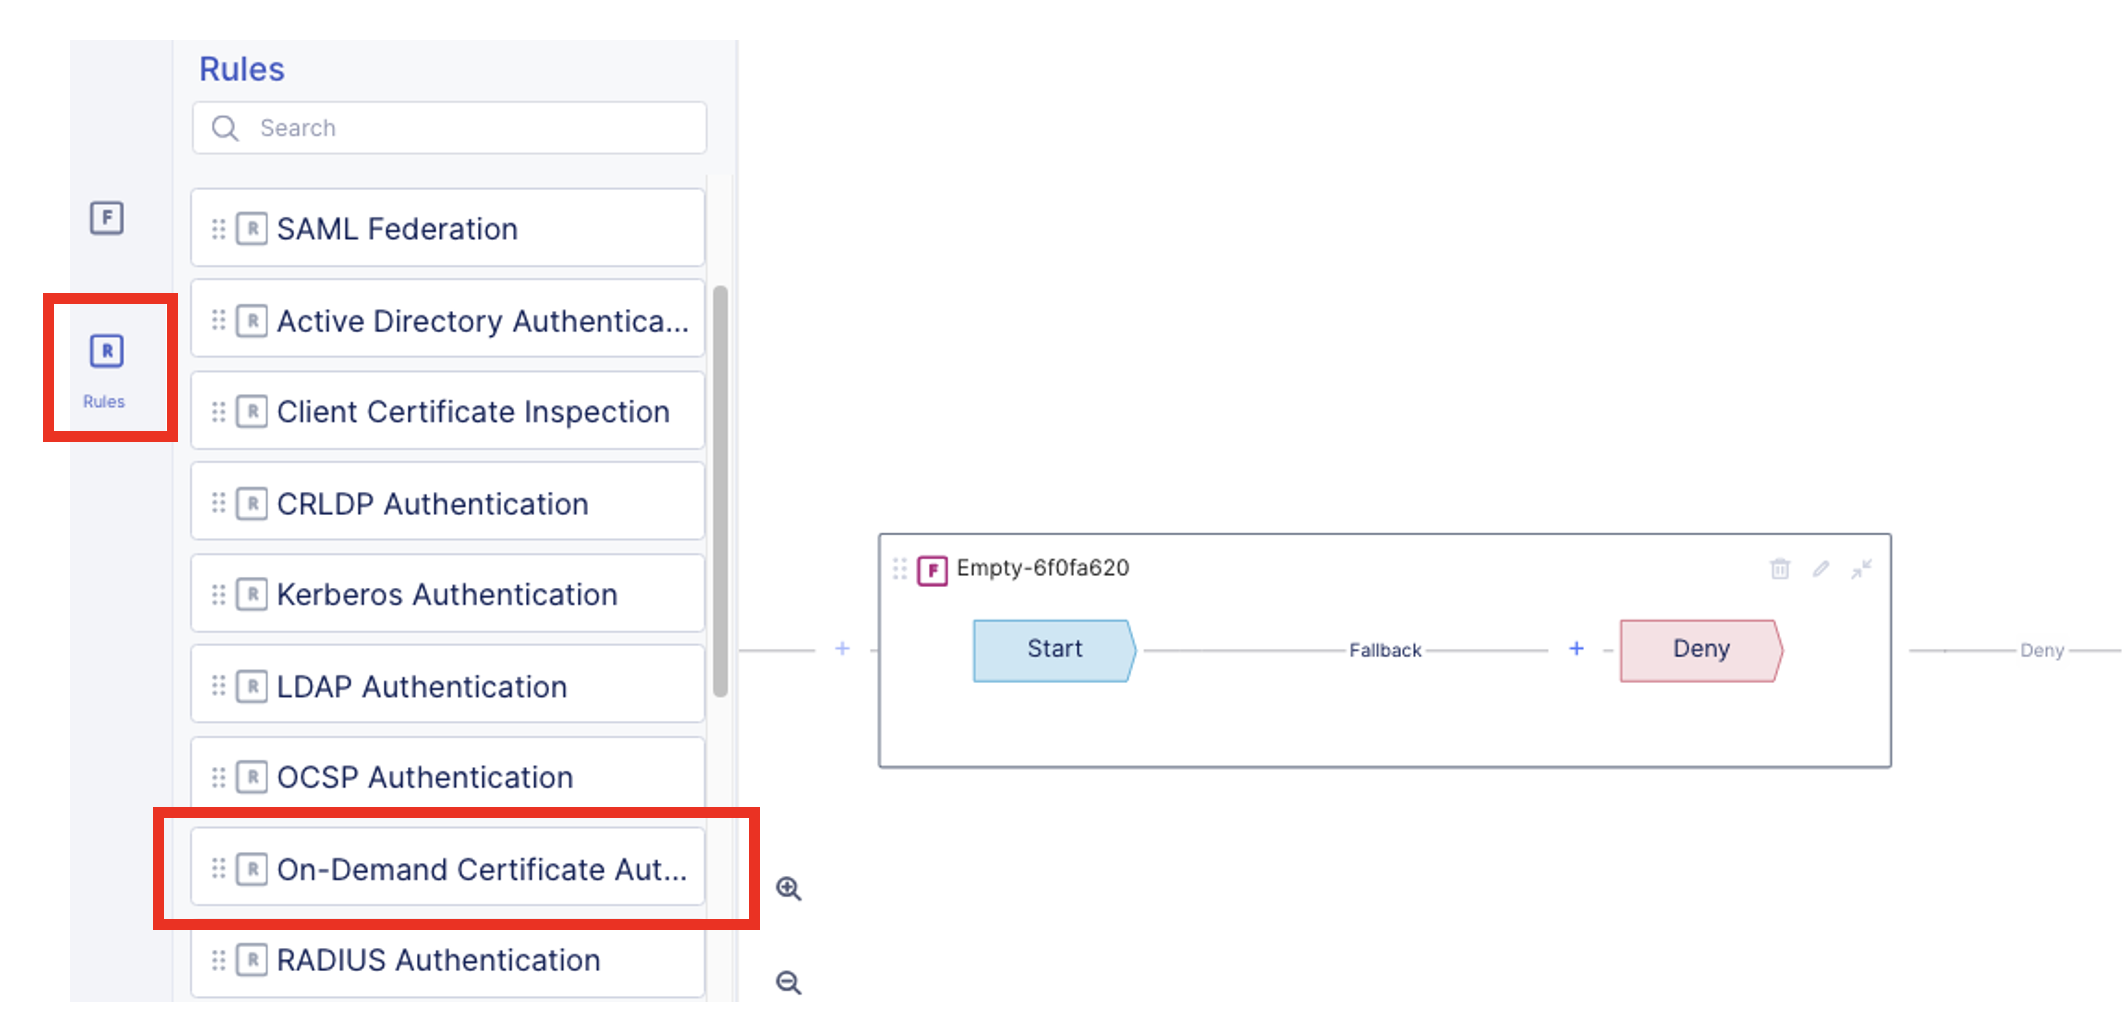 Rules
Search
F
R
Rules
R SAML Federation
R Active Directory Authentica...
R Client Certificate Inspection
R CRLDP Authentication
R Kerberos Authentication
R LDAP Authentication
R OCSP Authentication
R On-Demand Certificate Aut...
R RADIUS Authentication
F Empty-6f0fa620
Start
Fallback
+
Deny
+
Deny